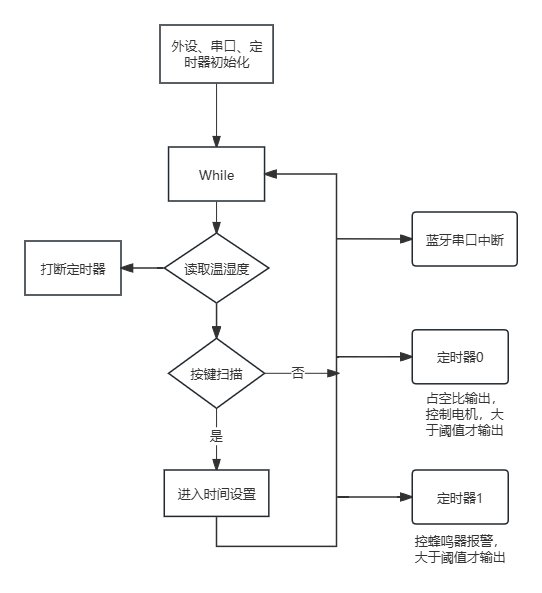 外设、串口、定
时器初始化
While
蓝牙串口中断
打断定时器
读取温湿度
定时器0
按键扫描
否
占空比输出，
控制电机，大
于阈值才输出
是
进入时间设置
定时器1
控蜂鸣器报警，
大于阈值才输出